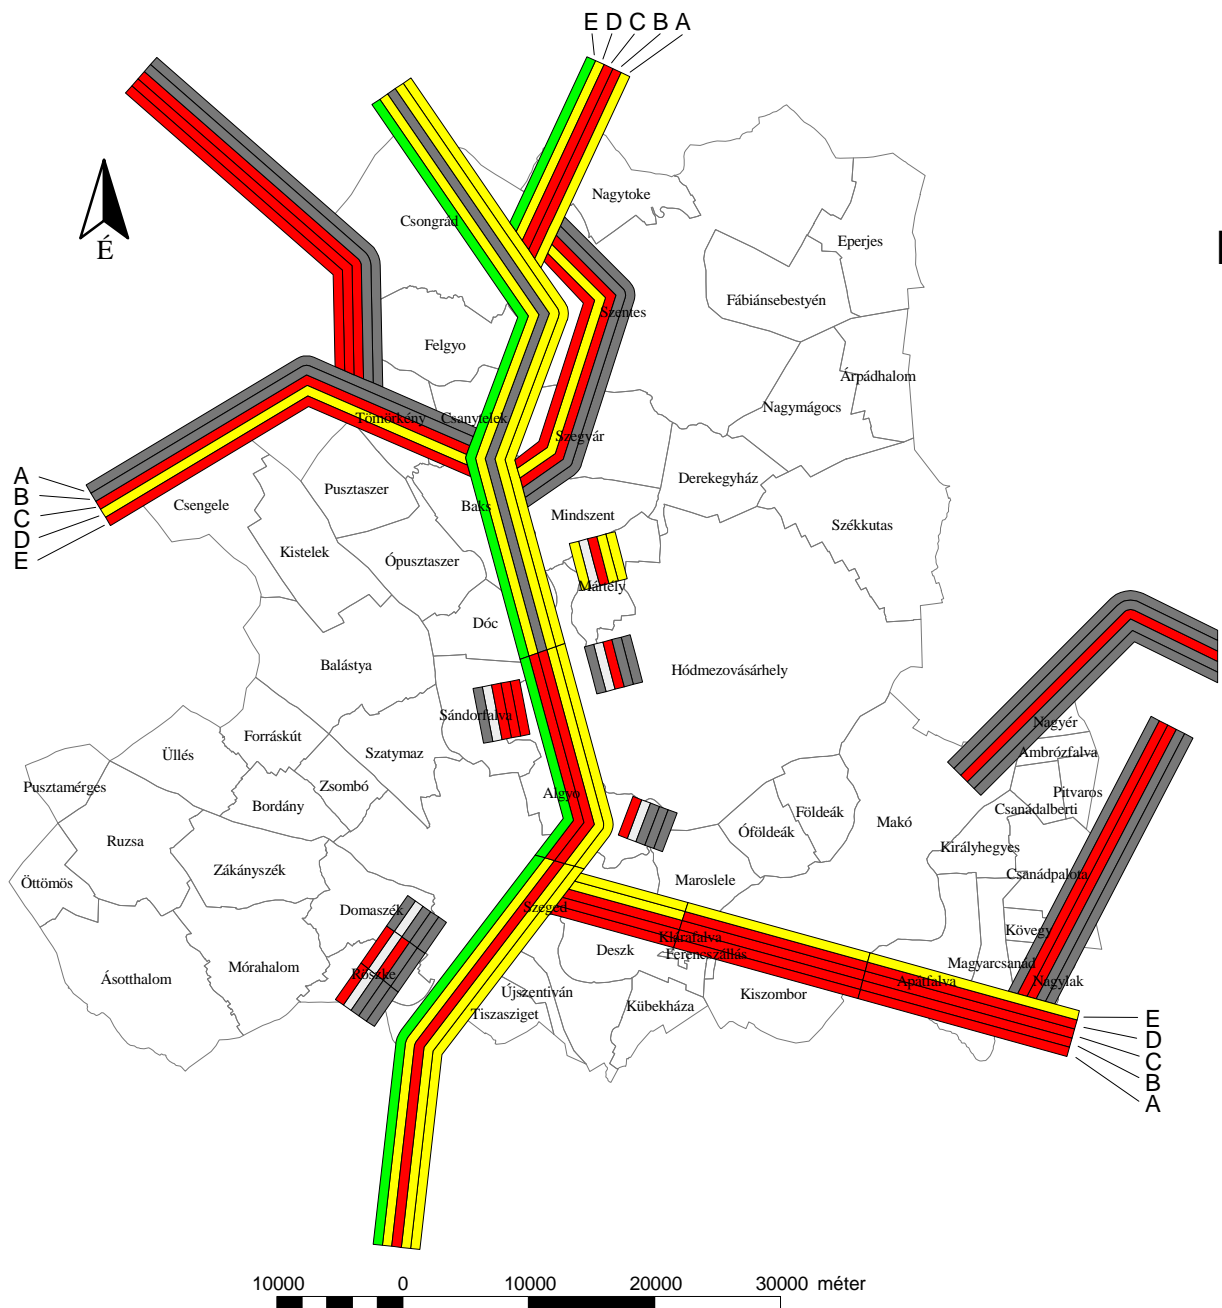 E D C B A
Nagytoke
Csongrád
Eperjes
É
Fábiánsebestyén
Szentes
Felgyo
Árpádhalom
Nagymágocs
Tömörkény
Csanytelek
Szegvár
A
B
C
D
E
Csengele
Pusztaszer
Baks
Derekegyház
Mindszent
Székkutas
Kistelek
Ópusztaszer
Mártély
Dóc
Balástya
Hódmezovásárhely
Sándorfalva
Forráskút
Üllés
Szatymaz
Nagyér
Ambrózfalva
Pusztamérges
Zsombó
Bordány
Algyo
Pitvaros
Csanádalberti
Földeák
Óföldeák
Makó
Ruzsa
Királyhegyes
Zákányszék
Öttömös
Maroslele
Csanádpalota
Domaszék
Szeged
Kövegy
Klárafalva
Deszk
Ferencszállás
Magyarcsanád
Ásotthalom
Mórahalom
Röszke
Apátfalva
Nagylak
Újszentiván
Kiszombor
Kübekháza
Tiszasziget
E
D
C
B
A
10000 0 10000 20000 30000 méter